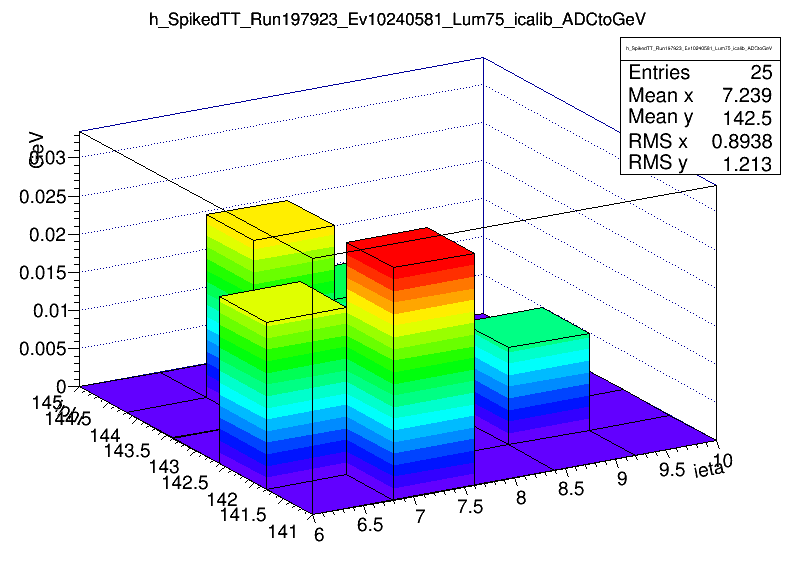 h_SpikedTT_Run197923_Ev10240581_Lum75_icalib_ADCtoGeV
h_SpikedTT_Run197923_Ev10240581_Lum75_icalib_ADCtoGeV
Entries 25
Mean x 7.239
Mean y 142.5
RMS x 0.8938
RMS y 1.213
GeV
0.03
0.025
0.02
0.015
0.01
0.005
0
145
144.5
144
143.5
143
142.5
142
141.5
141
6
6.5
7
7.5
8
8.5
9
9.5
10
ieta